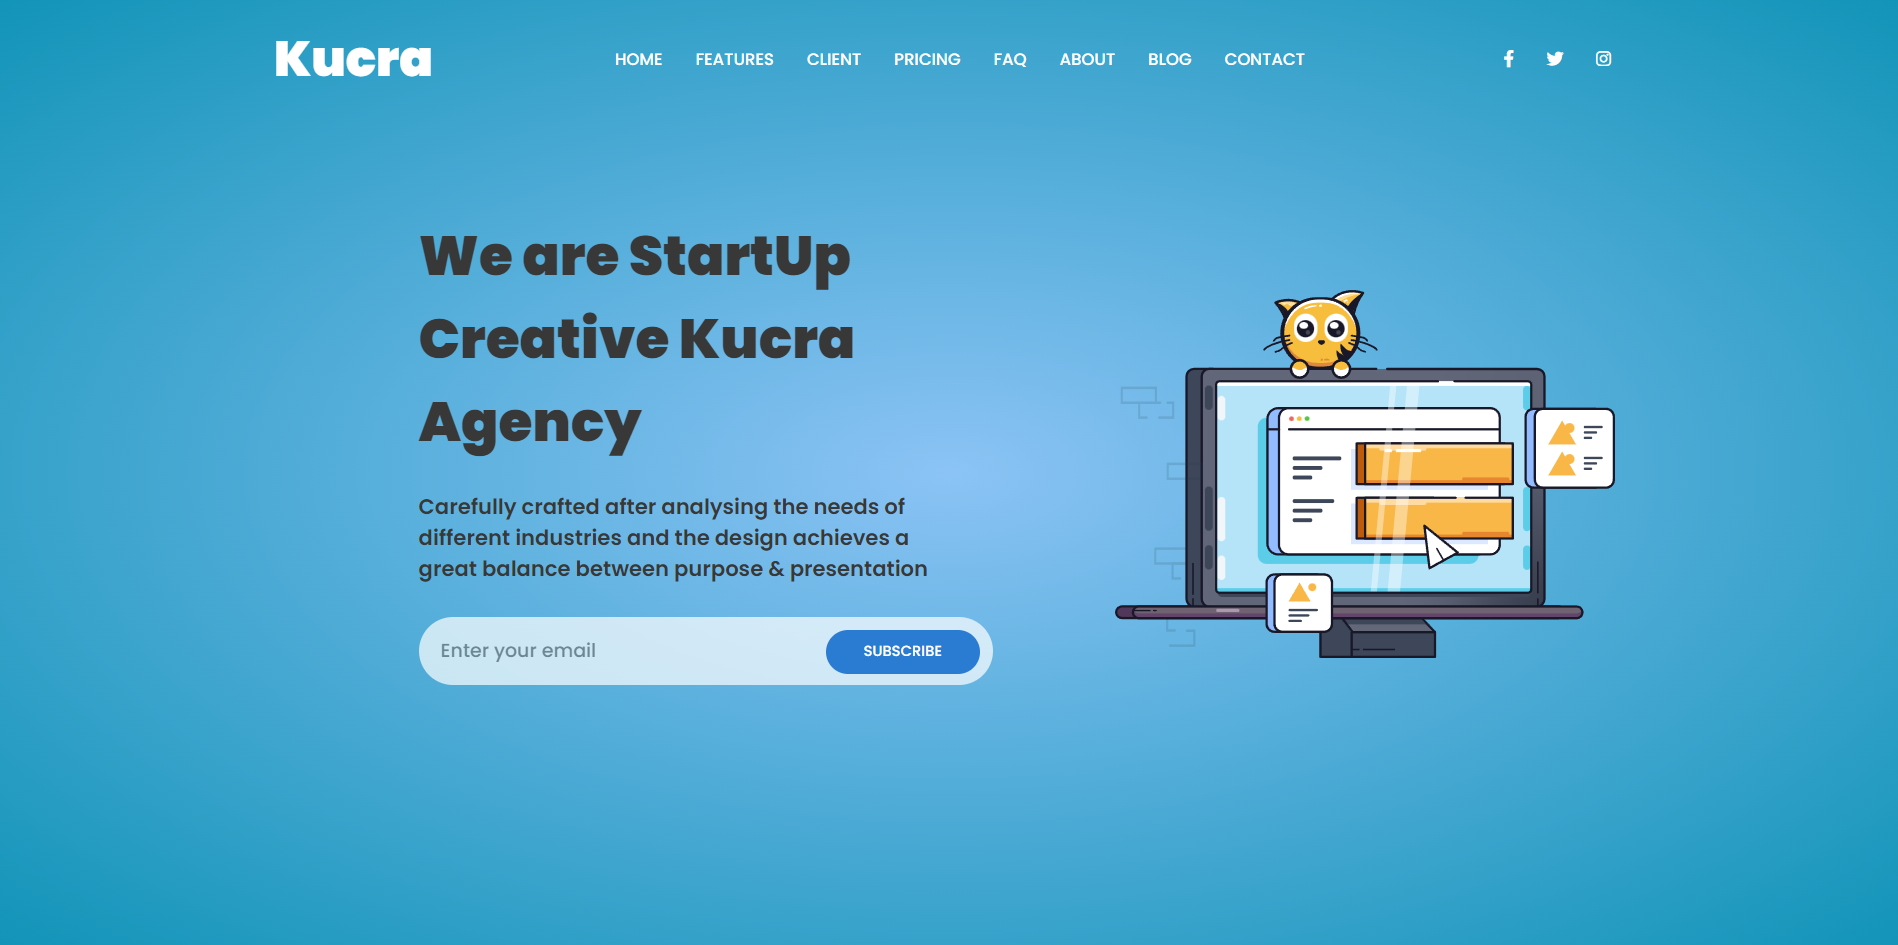 Kucra
HOME FEATURES CLIENT PRICING FAQ ABOUT BLOG CONTACT
We are StartUp
Creative Kucra
Agency
Carefully crafted after analysing the needs of
different industries and the design achieves a
great balance between purpose & presentation
Enter your email
SUBSCRIBE